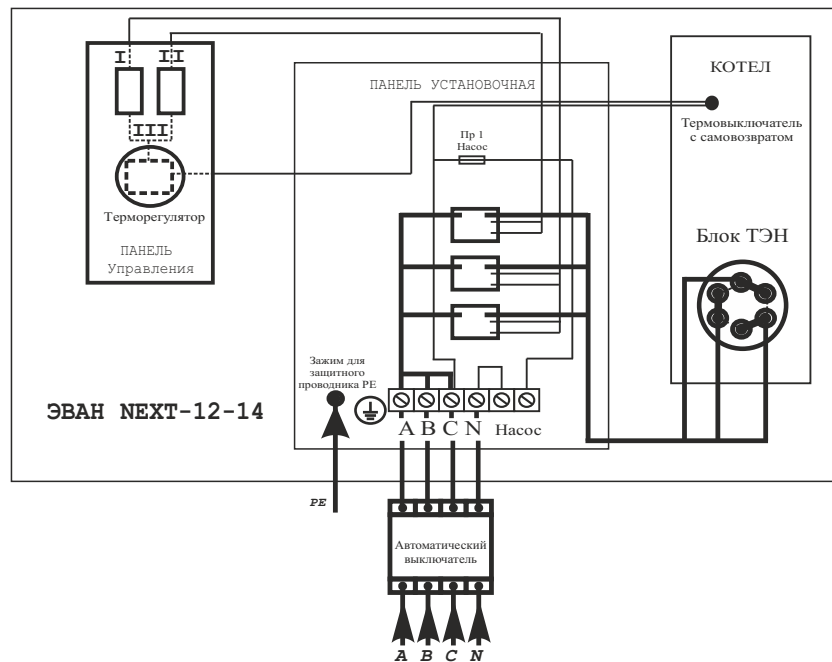 I II
III
Терморегулятор
ПАНЕЛЬ
Управления
ПАНЕЛЬ УСТАНОВОЧНАЯ
Пр 1
Насос
КОТЕЛ
Термовыключатель
с самовозвратом
Блок ТЭН
Зажим для
защитного
проводника PE
ЭВАН NEXT-12-14
A B C N Насос
PE
Автоматический
выключатель
A B C N